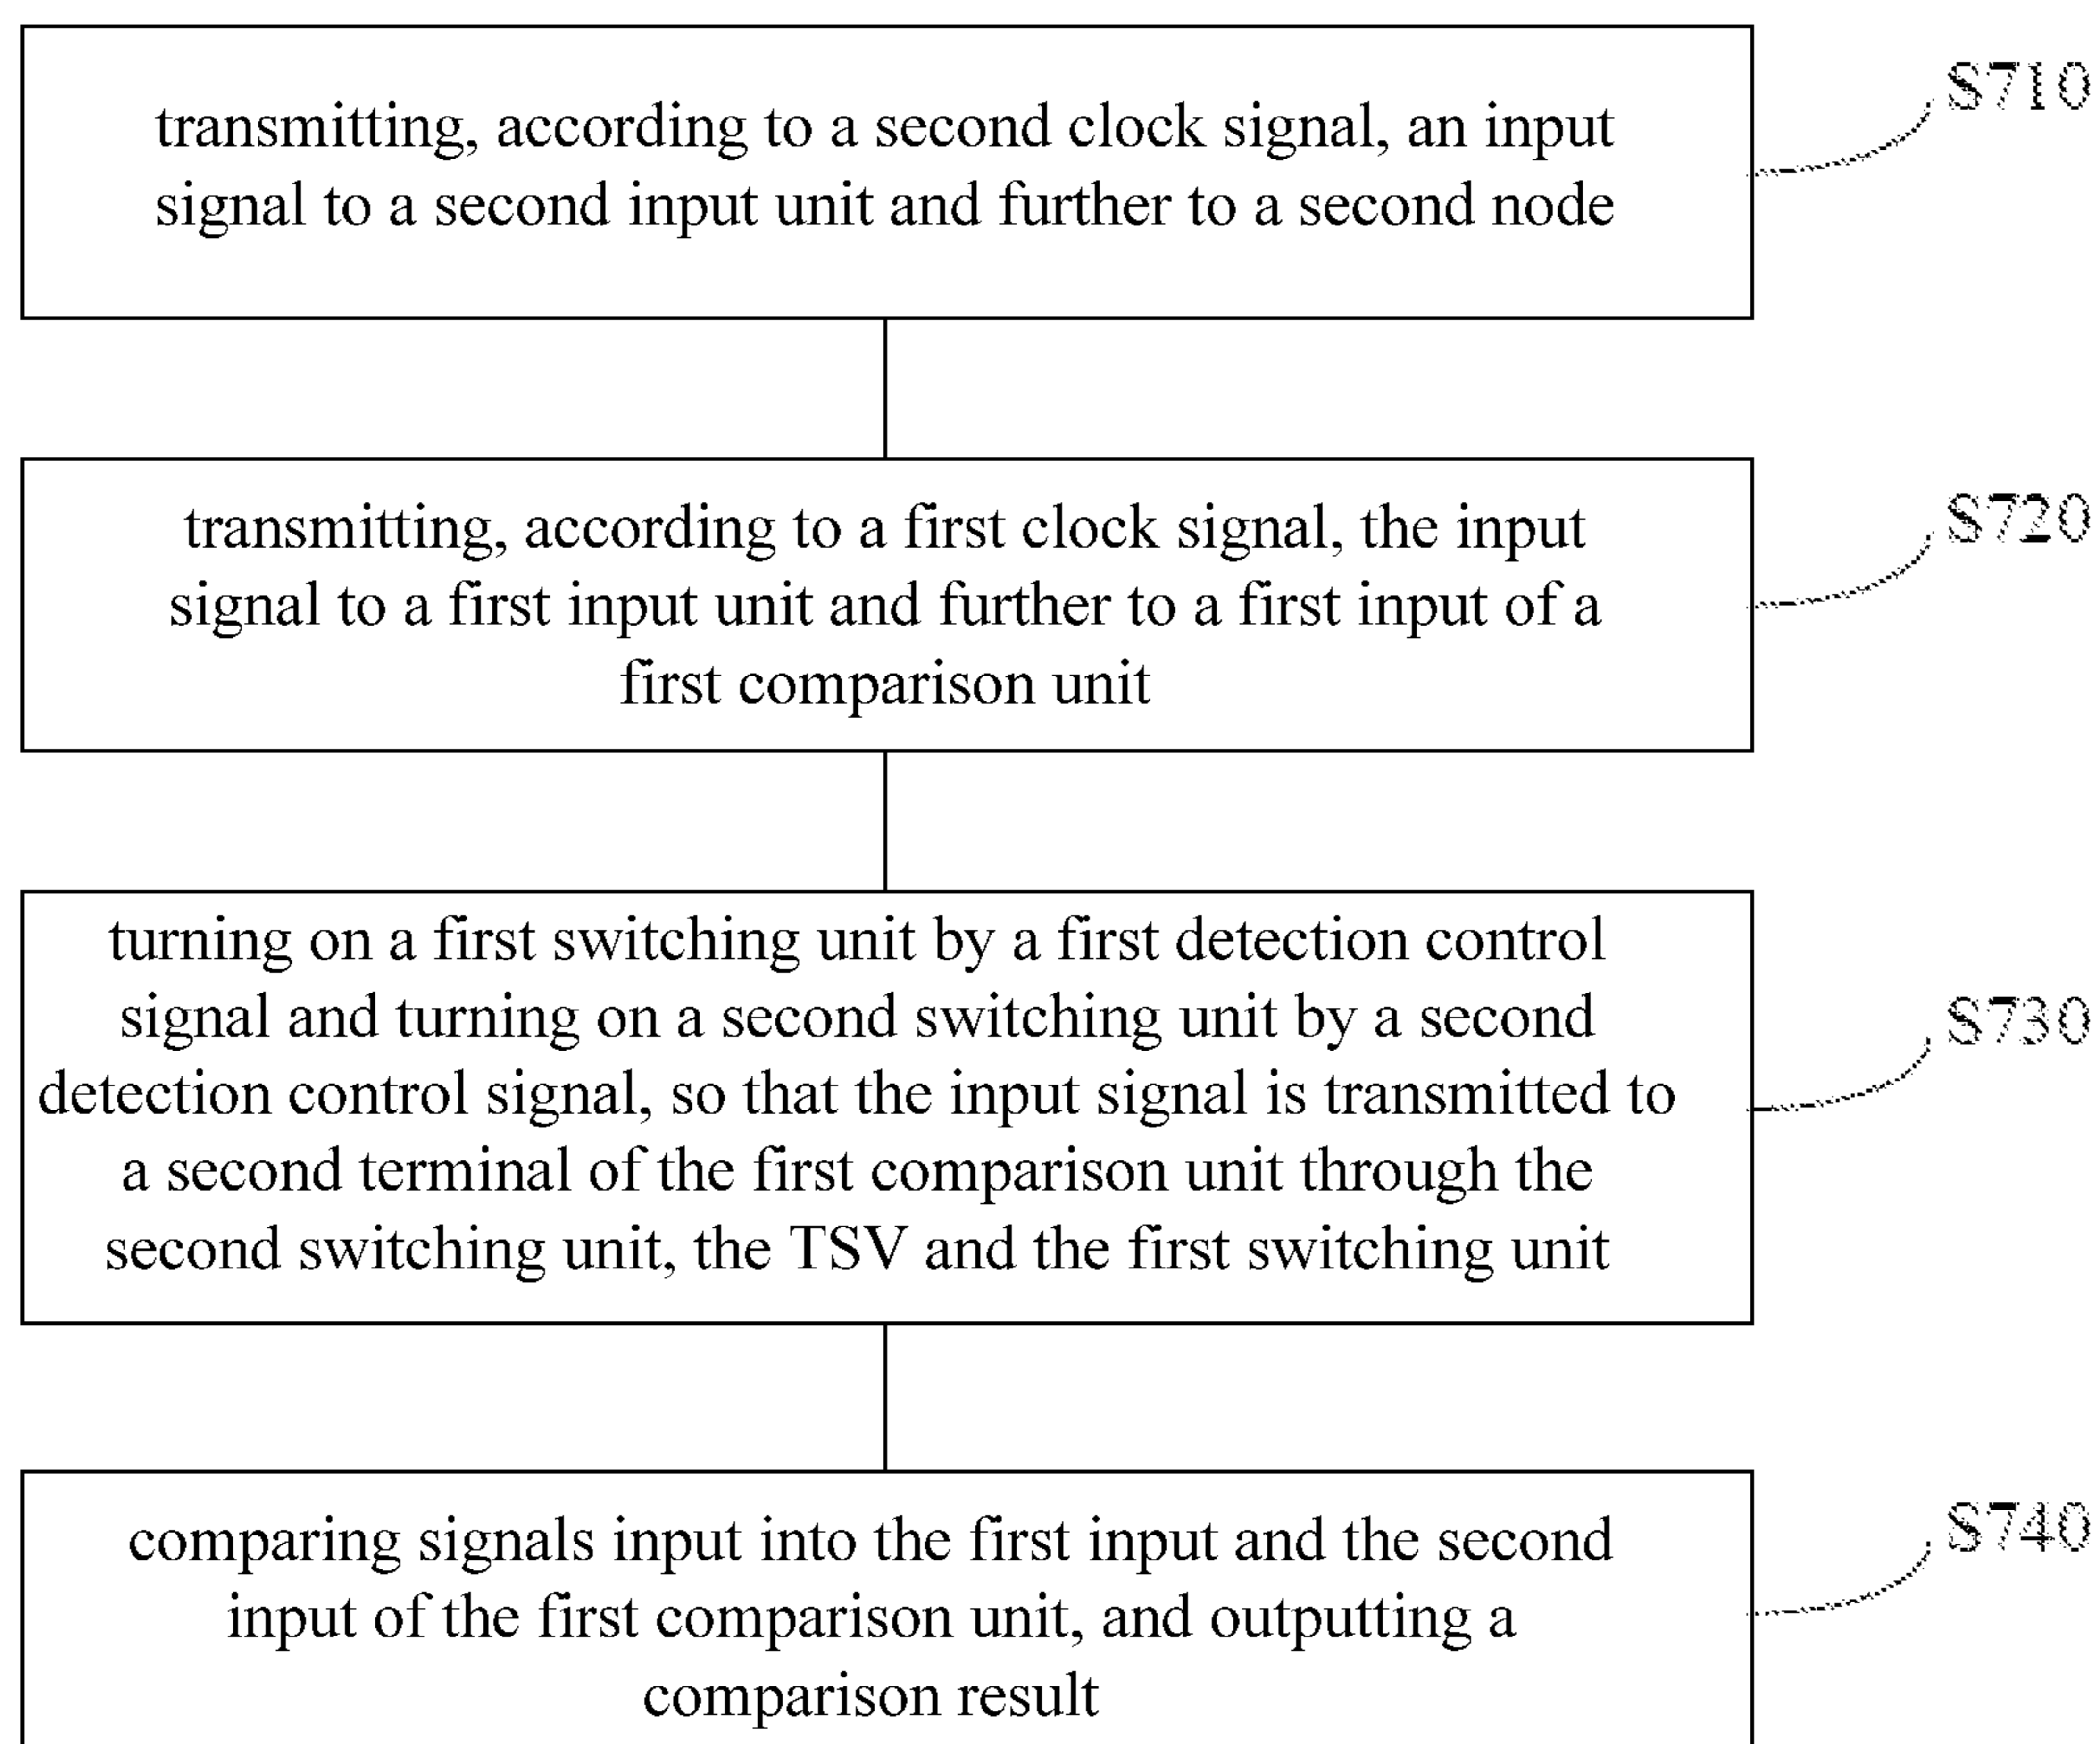 transmitting, according to a second clock signal, an input
signal to a second input unit and further to a second node
S710
transmitting, according to a first clock signal, the input
signal to a first input unit and further to a first input of a
first comparison unit
S720
turning on a first switching unit by a first detection control
signal and turning on a second switching unit by a second
detection control signal, so that the input signal is transmitted to
a second terminal of the first comparison unit through the
second switching unit, the TSV and the first switching unit
S730
comparing signals input into the first input and the second
input of the first comparison unit, and outputting a
comparison result
S740